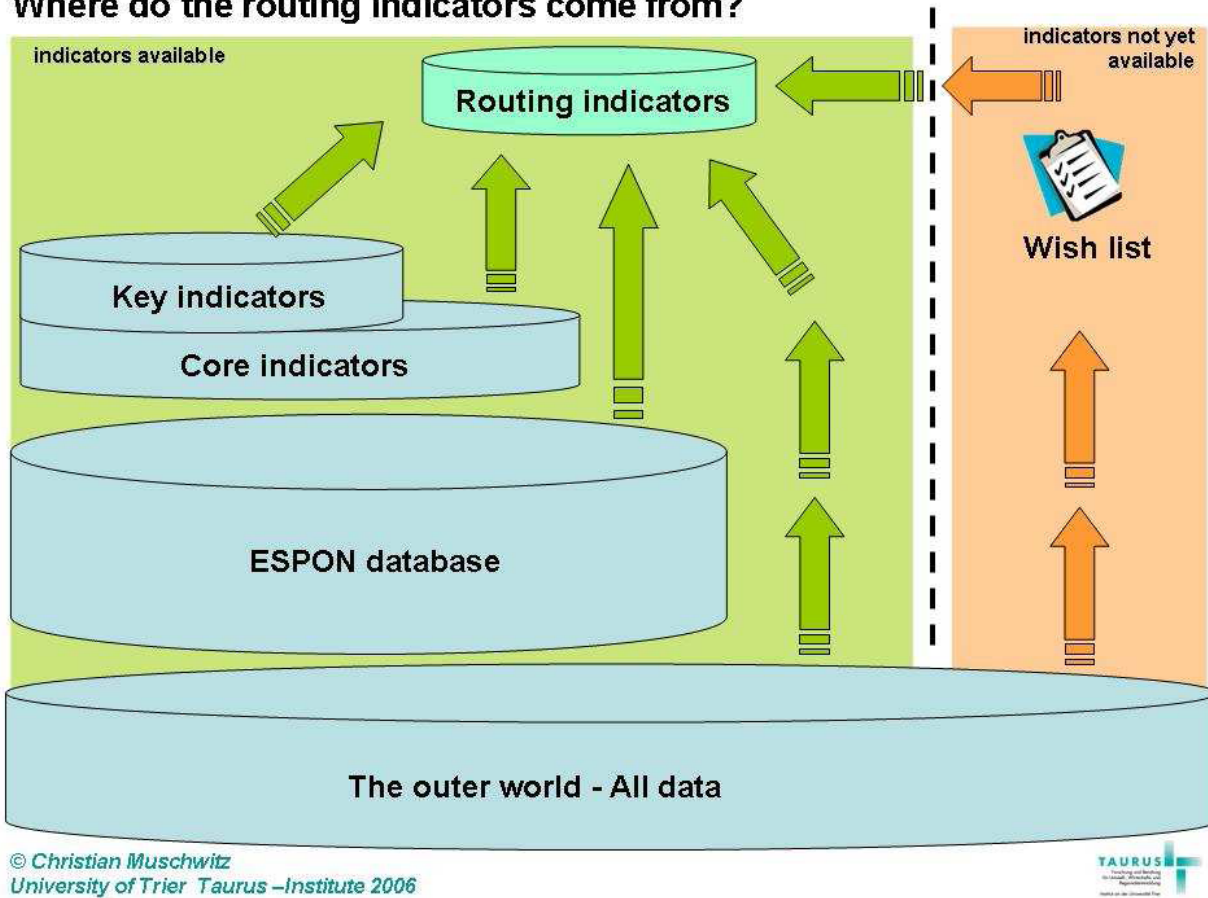 Where do the routing indicators come from?
indicators available
indicators not yet
available
Routing indicators
Wish list
Key indicators
Core indicators
ESPON database
The outer world - All data
© Christian Muschwitz
University of Trier Taurus –Institute 2006
TAURUS